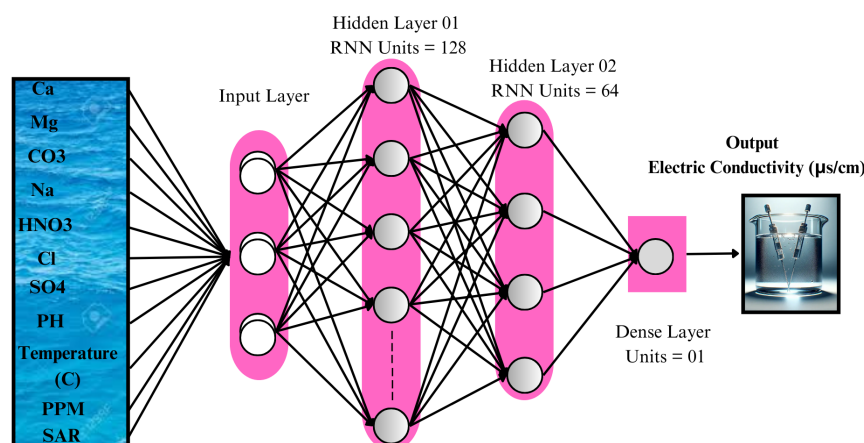 Hidden Layer 01
RNN Units = 128
Hidden Layer 02
RNN Units = 64
Input Layer
Ca
Mg
CO3
Na
HNO3
Cl
SO4
PH
Temperature
(C)
PPM
SAR
Output
Electric Conductivity (µs/cm)
Dense Layer
Units = 01